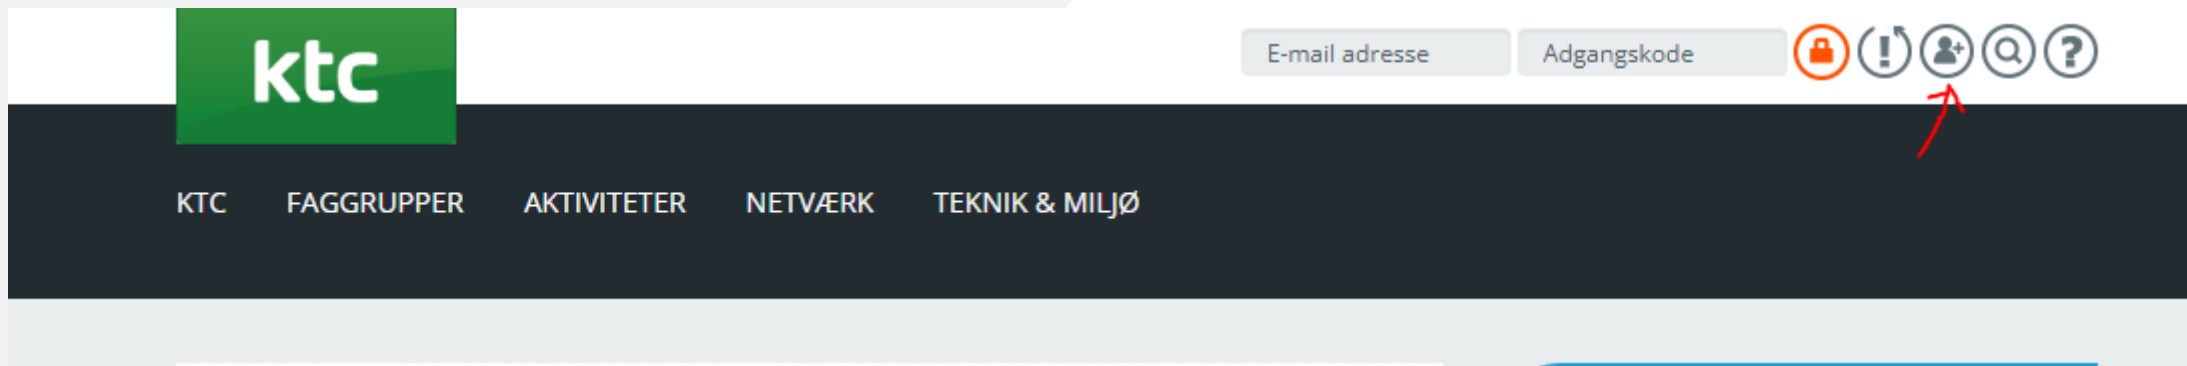 ktc
E-mail adresse
Adgangskode
KTC
FAGGRUPPER
AKTIVITETER
NETVÆRK
TEKNIK & MILJØ